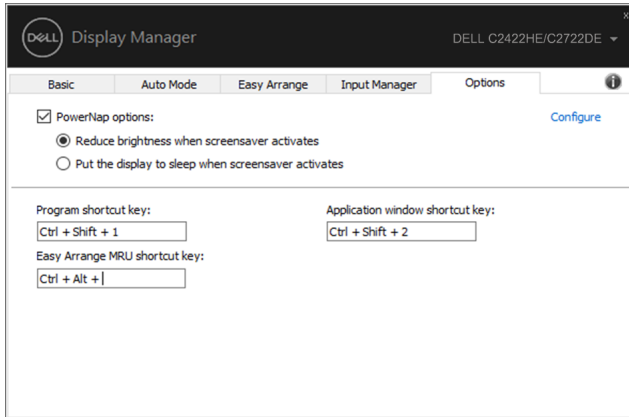 DELL Display Manager DELL C2422HE/C2722DE
x
Basic Auto Mode Easy Arrange Input Manager Options
PowerNap options: Configure
Reduce brightness when screensaver activates
Put the display to sleep when screensaver activates
Program shortcut key: Application window shortcut key:
Ctrl + Shift + 1 Ctrl + Shift + 2
Easy Arrange MRU shortcut key:
Ctrl + Alt +